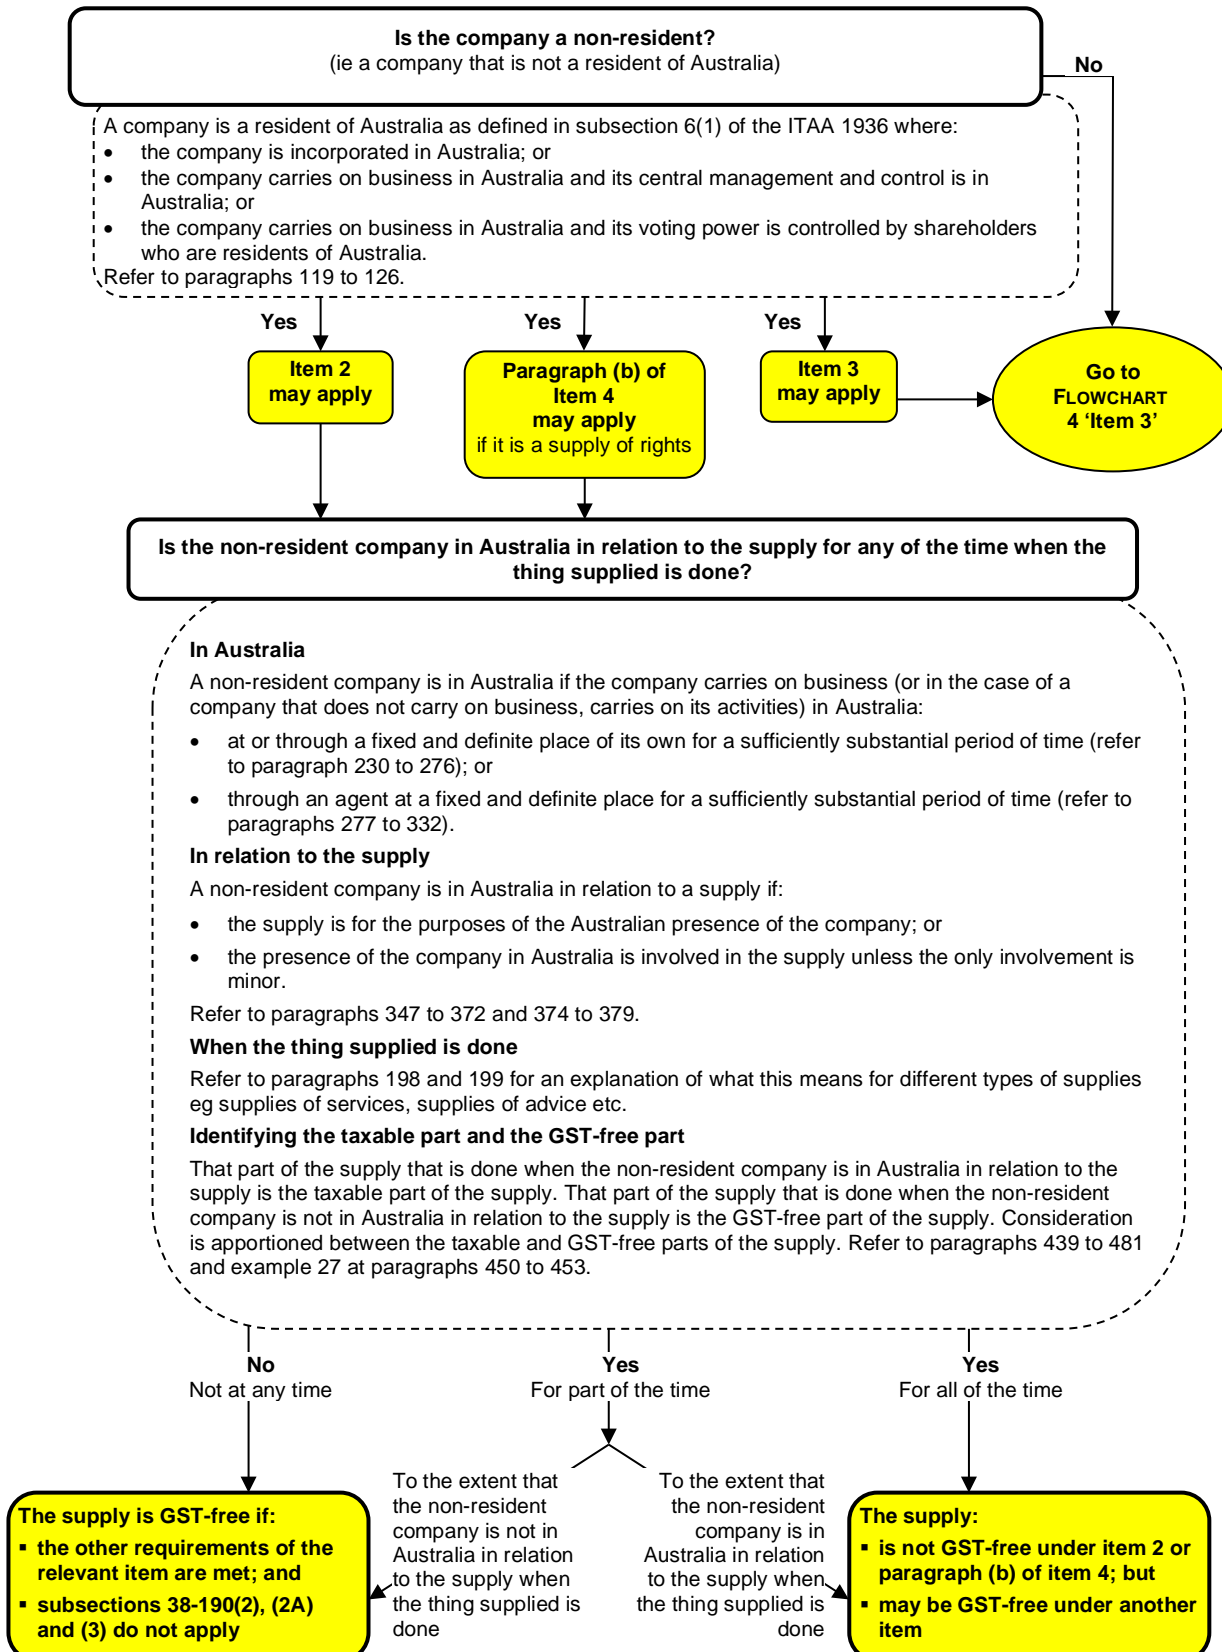 Is the company a non-resident?
(ie a company that is not a resident of Australia)
No
A company is a resident of Australia as defined in subsection 6(1) of the ITAA 1936 where:
• the company is incorporated in Australia; or
• the company carries on business in Australia and its central management and control is in
Australia; or
• the company carries on business in Australia and its voting power is controlled by shareholders
who are residents of Australia.
Refer to paragraphs 119 to 126.
Yes
Yes
Yes
Item 2
may apply
Paragraph (b) of
Item 4
may apply
if it is a supply of rights
Item 3
may apply
Go to
FLOWCHART
4 ‘Item 3’
Is the non-resident company in Australia in relation to the supply for any of the time when the
thing supplied is done?
In Australia
A non-resident company is in Australia if the company carries on business (or in the case of a
company that does not carry on business, carries on its activities) in Australia:
• at or through a fixed and definite place of its own for a sufficiently substantial period of time (refer
to paragraph 230 to 276); or
• through an agent at a fixed and definite place for a sufficiently substantial period of time (refer to
paragraphs 277 to 332).
In relation to the supply
A non-resident company is in Australia in relation to a supply if:
• the supply is for the purposes of the Australian presence of the company; or
• the presence of the company in Australia is involved in the supply unless the only involvement is
minor.
Refer to paragraphs 347 to 372 and 374 to 379.
When the thing supplied is done
Refer to paragraphs 198 and 199 for an explanation of what this means for different types of supplies
eg supplies of services, supplies of advice etc.
Identifying the taxable part and the GST-free part
That part of the supply that is done when the non-resident company is in Australia in relation to the
supply is the taxable part of the supply. That part of the supply that is done when the non-resident
company is not in Australia in relation to the supply is the GST-free part of the supply. Consideration
is apportioned between the taxable and GST-free parts of the supply. Refer to paragraphs 439 to 481
and example 27 at paragraphs 450 to 453.
No
Not at any time
Yes
For part of the time
Yes
For all of the time
The supply is GST-free if:
▪ the other requirements of the
relevant item are met; and
▪ subsections 38-190(2), (2A)
and (3) do not apply
To the extent that
the non-resident
company is not in
Australia in relation
to the supply when
the thing supplied is
done
To the extent that
the non-resident
company is in
Australia in relation
to the supply when
the thing supplied is
done
The supply:
▪ is not GST-free under item 2 or
paragraph (b) of item 4; but
▪ may be GST-free under another
item